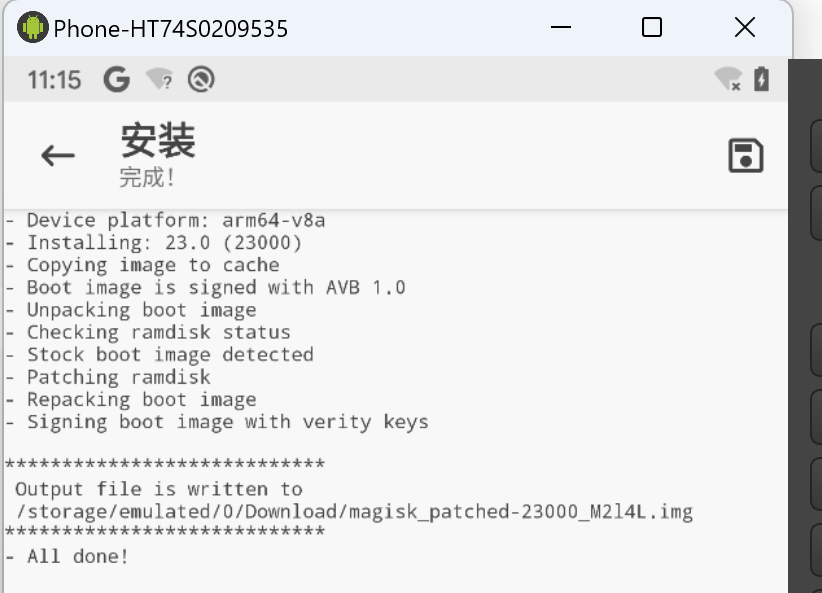 Phone-HT74S0209535
11:15
安装
完成！
- Device platform: arm64-v8a
- Installing: 23.0 (23000)
- Copying image to cache
- Boot image is signed with AVB 1.0
- Unpacking boot image
- Checking ramdisk status
- Stock boot image detected
- Patching ramdisk
- Repacking boot image
- Signing boot image with verity keys
****************************
Output file is written to
/storage/emulated/0/Download/magisk_patched-23000_M2l4L.img
****************************
- All done!